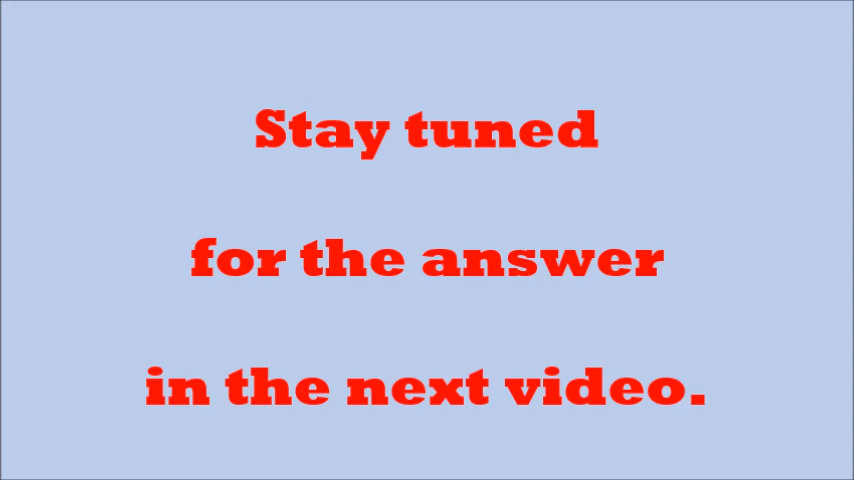 Stay tuned
for the answer
in the next video.